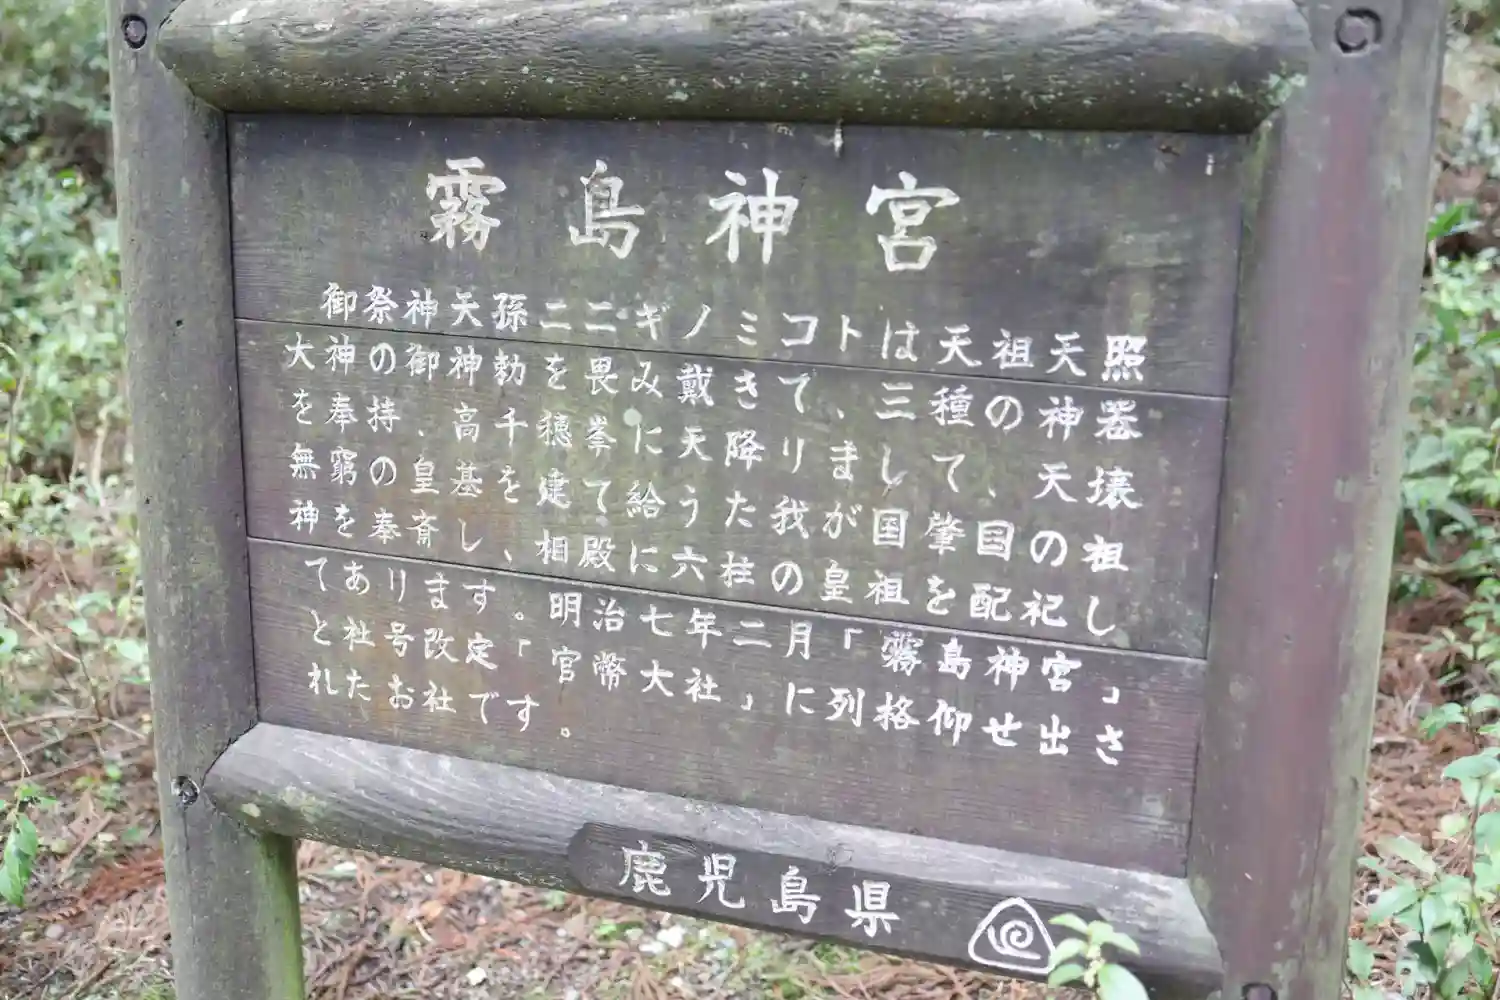 霧島神宮
御祭神天孫ニニギノミコトは天祖天照
大神の御神勅を畏み戴きて、三種の神器
を奉持、高千穂峯に天降りまして、天壌
無窮の皇基を建て給うた我が国肇国の祖
神を奉斎し、相殿に六柱の皇祖を配祀し
てあります。明治七年二月「霧島神宮」
と社号改定「官幣大社」に列格仰せ出さ
れたお社です。
鹿児島県